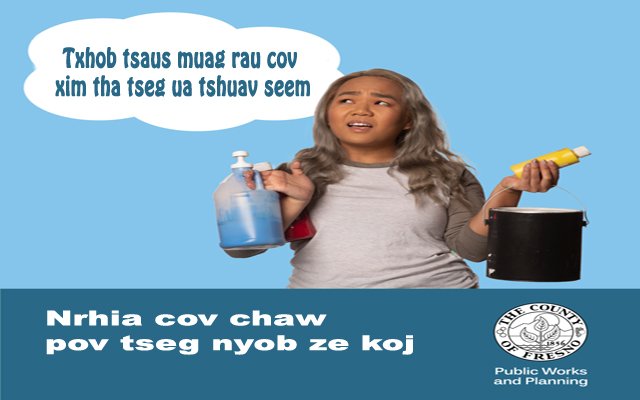 Txhob tsaus muag rau cov
xim tha tseg ua tshuav seem
Nrhia cov chaw
pov tseg nyob ze koj
THE COUNTY
OF FRESNO
1856
Public Works
and Planning